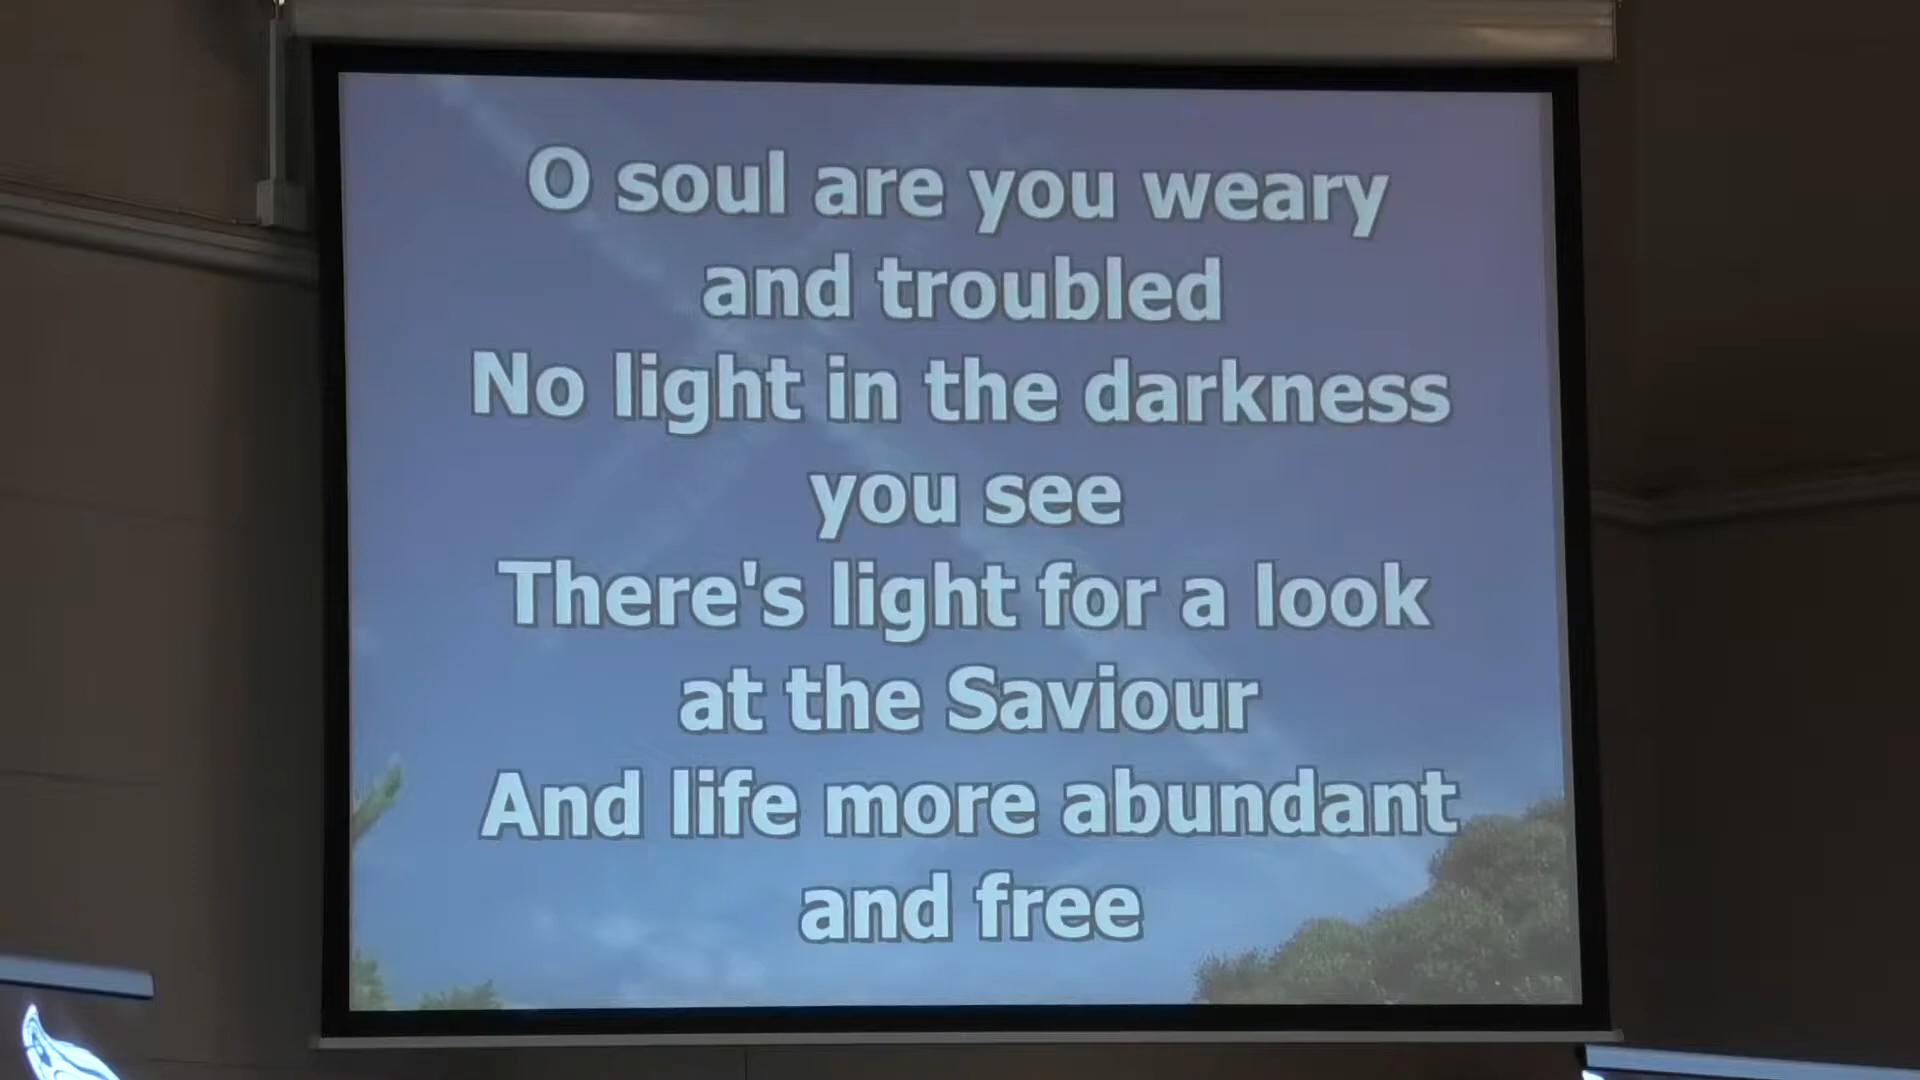 O soul are you weary
and troubled
No light in the darkness
you see
There's light for a look
at the Saviour
And life more abundant
and free